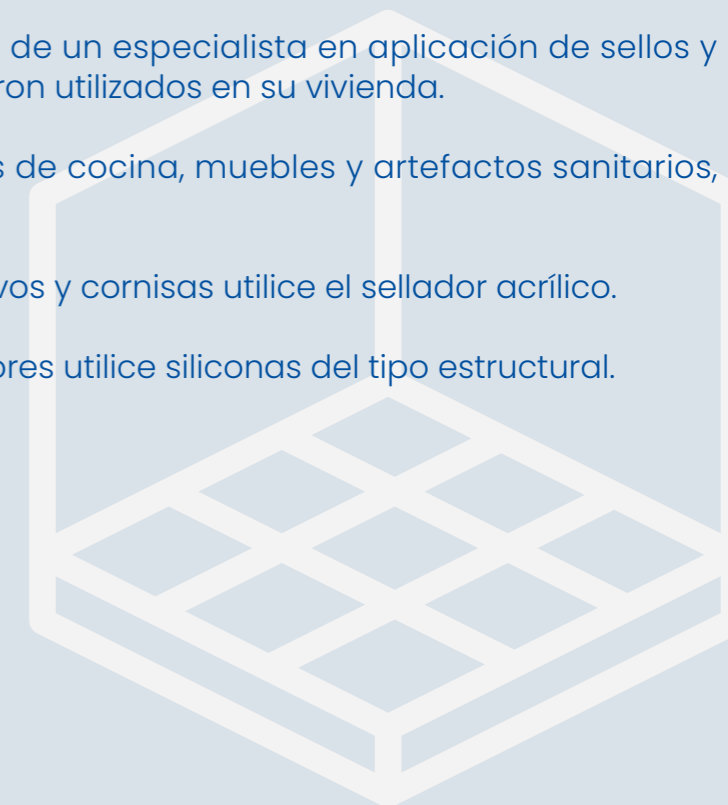 de un especialista en aplicación de sellos y
ron utilizados en su vivienda.
s de cocina, muebles y artefactos sanitarios,
vos y cornisas utilice el sellador acrílico.
ores utilice siliconas del tipo estructural.